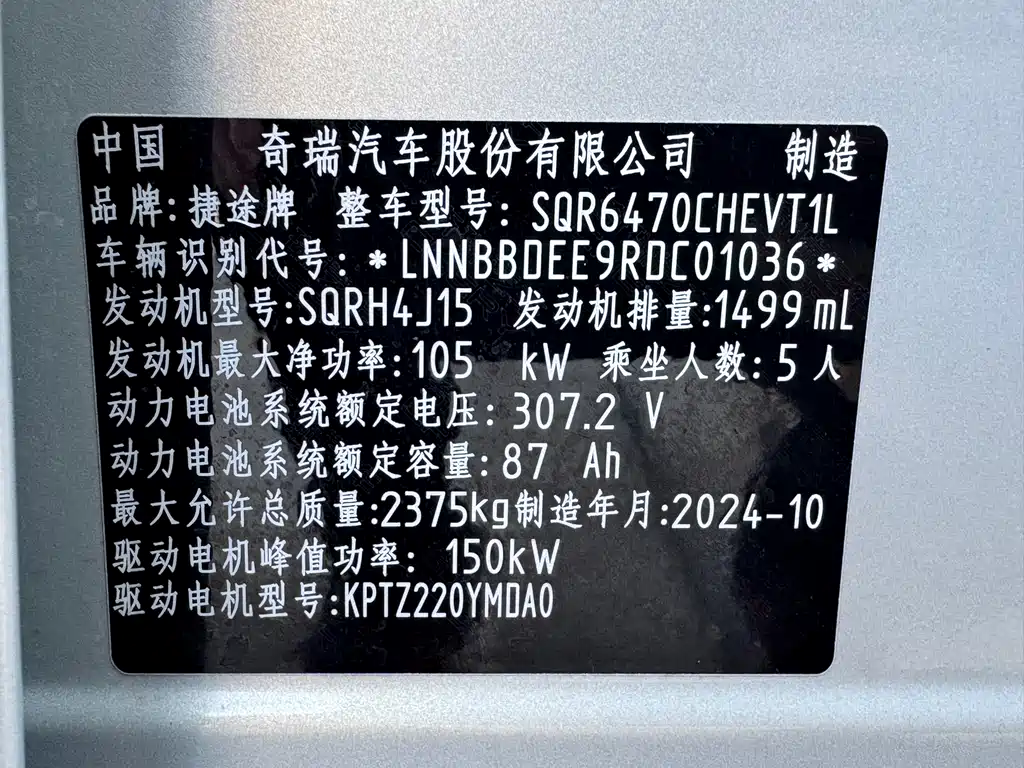 中国 奇瑞汽车股份有限公司 制造
品牌:捷途牌 整车型号:SQR6470CHEVT1L
车辆识别代号:*LNNBBDEE9RDC01036*
发动机型号:SQRH4J15 发动机排量:1499mL
发动机最大净功率:105 kW 乘坐人数:5人
动力电池系统额定电压:307.2 V
动力电池系统额定容量:87 Ah
最大允许总质量:2375kg制造年月:2024-10
驱动电机峰值功率: 150kW
驱动电机型号:KPTZ220YMDA0